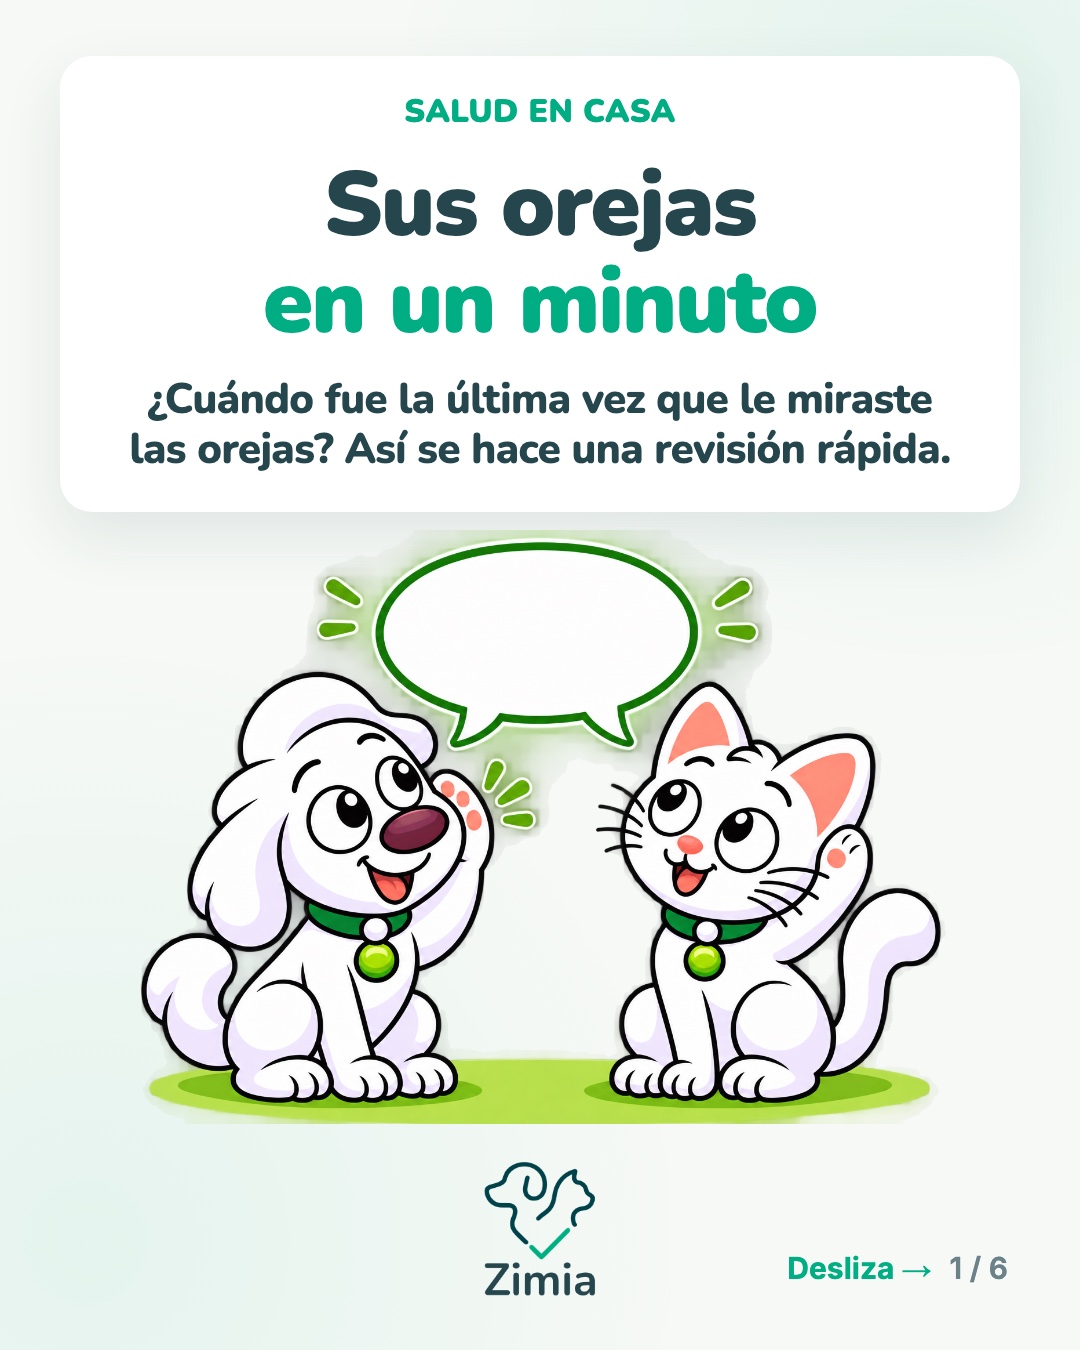 SALUD EN CASA
Sus orejas
en un minuto
¿Cuándo fue la última vez que le miraste
las orejas? Así se hace una revisión rápida.
Zimia
Desliza → 1 / 6